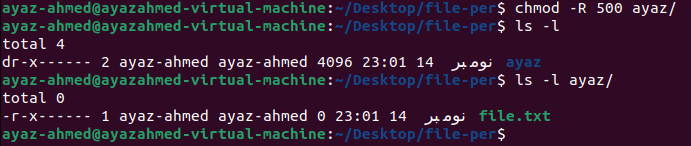 ayaz-ahmed@ayazahmed-virtual-machine:~/Desktop/file-per$ chmod -R 500 ayaz/
ayaz-ahmed@ayazahmed-virtual-machine:~/Desktop/file-per$ ls -l
total 4
dr-x------ 2 ayaz-ahmed ayaz-ahmed 4096 23:01 14 نومبر ayaz
ayaz-ahmed@ayazahmed-virtual-machine:~/Desktop/file-per$ ls -l ayaz/
total 0
-r-x------ 1 ayaz-ahmed ayaz-ahmed 0 23:01 14 نومبر file.txt
ayaz-ahmed@ayazahmed-virtual-machine:~/Desktop/file-per$